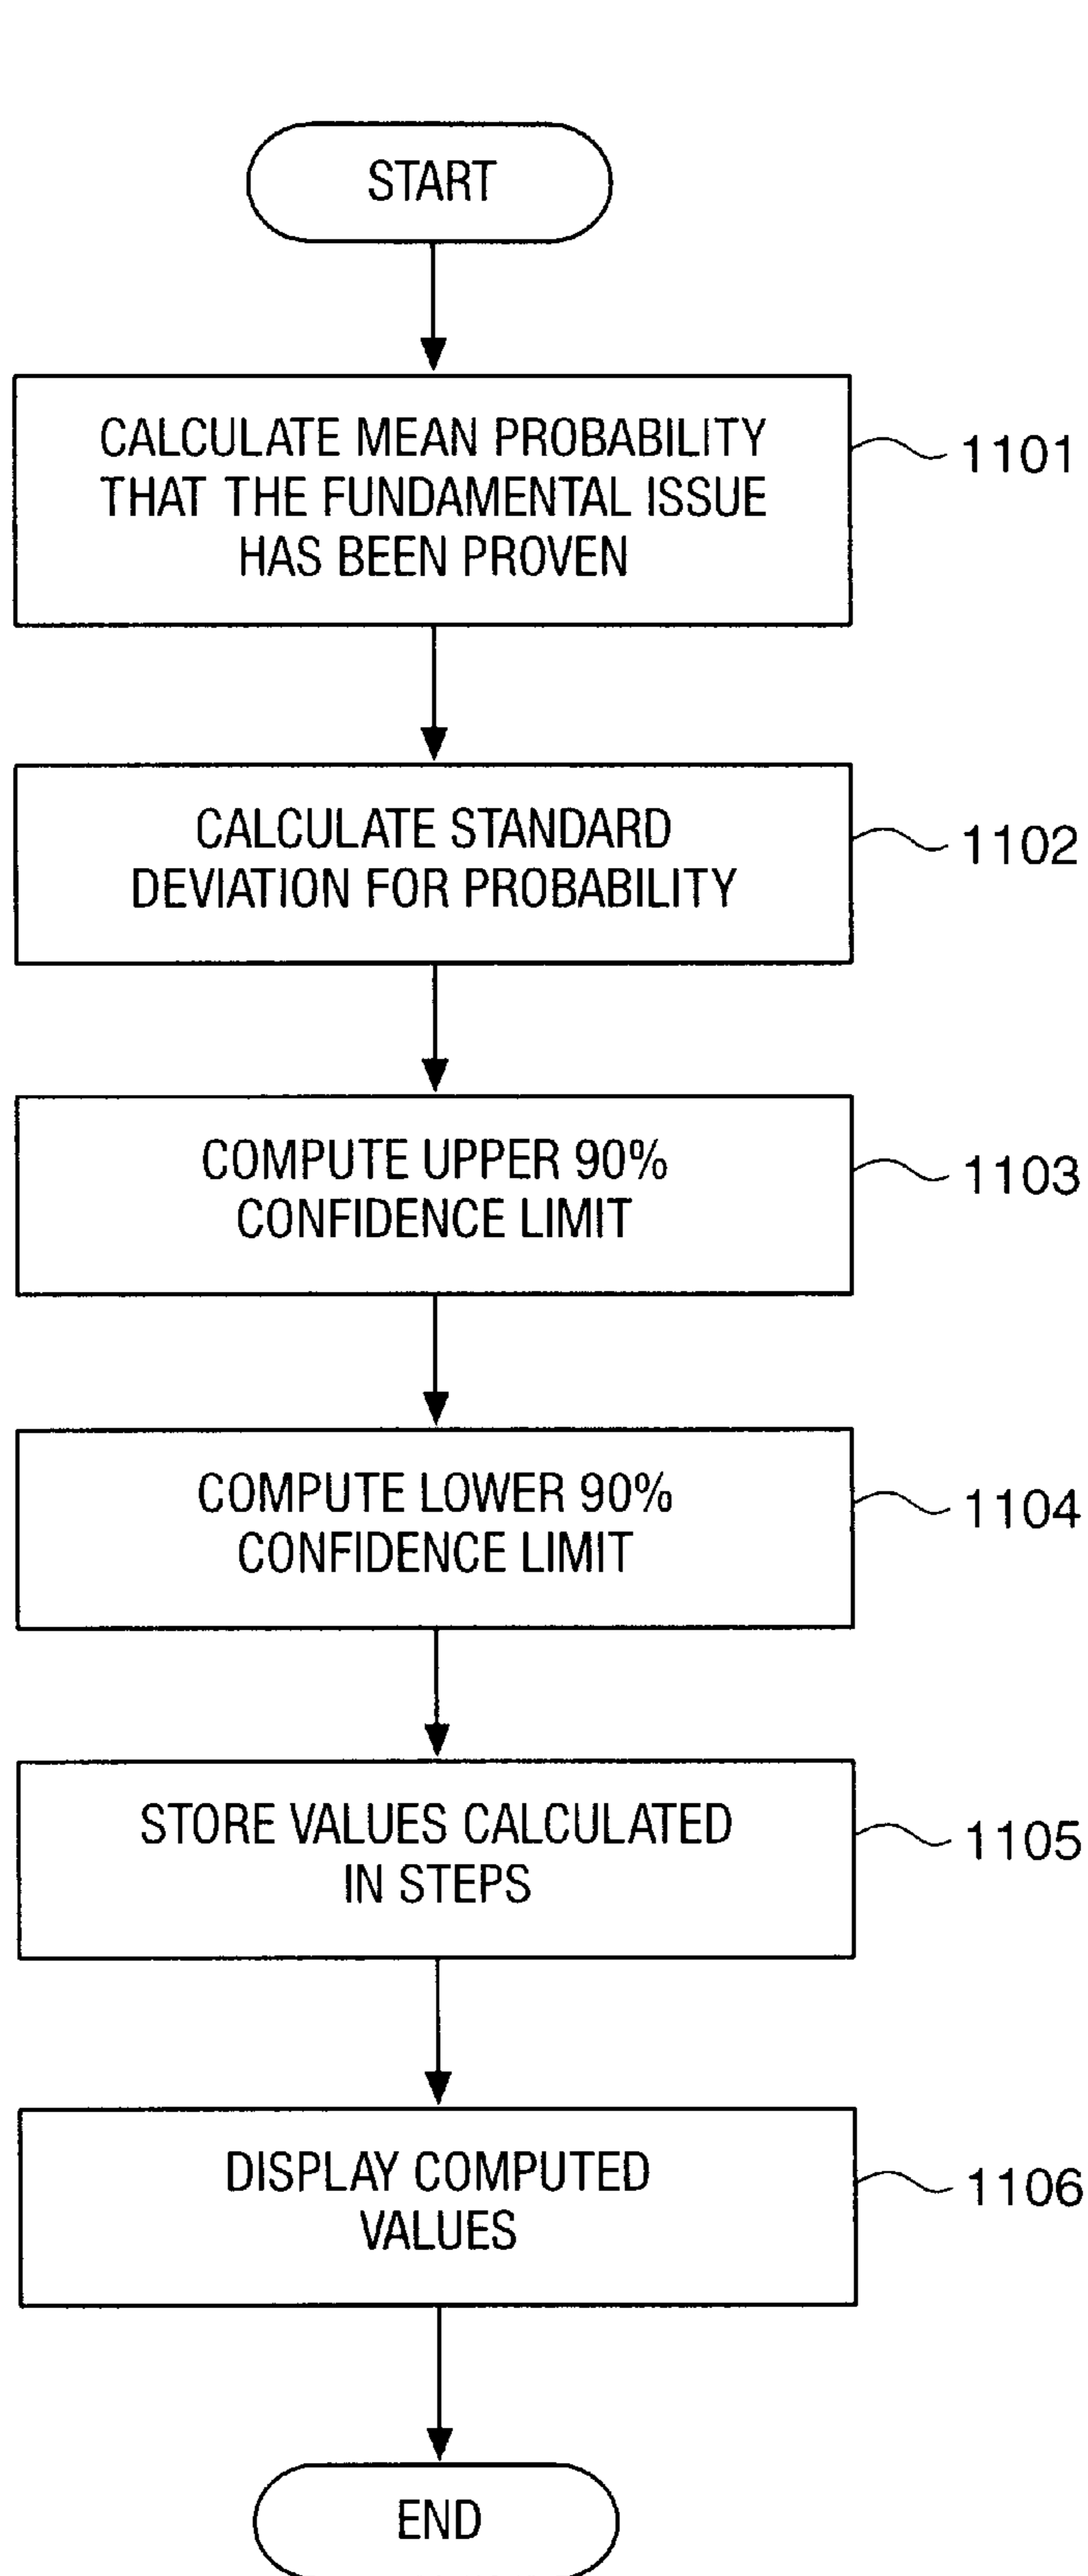 START
CALCULATE MEAN PROBABILITY
THAT THE FUNDAMENTAL ISSUE
HAS BEEN PROVEN
1101
CALCULATE STANDARD
DEVIATION FOR PROBABILITY
1102
COMPUTE UPPER 90%
CONFIDENCE LIMIT
1103
COMPUTE LOWER 90%
CONFIDENCE LIMIT
1104
STORE VALUES CALCULATED
IN STEPS
1105
DISPLAY COMPUTED
VALUES
1106
END